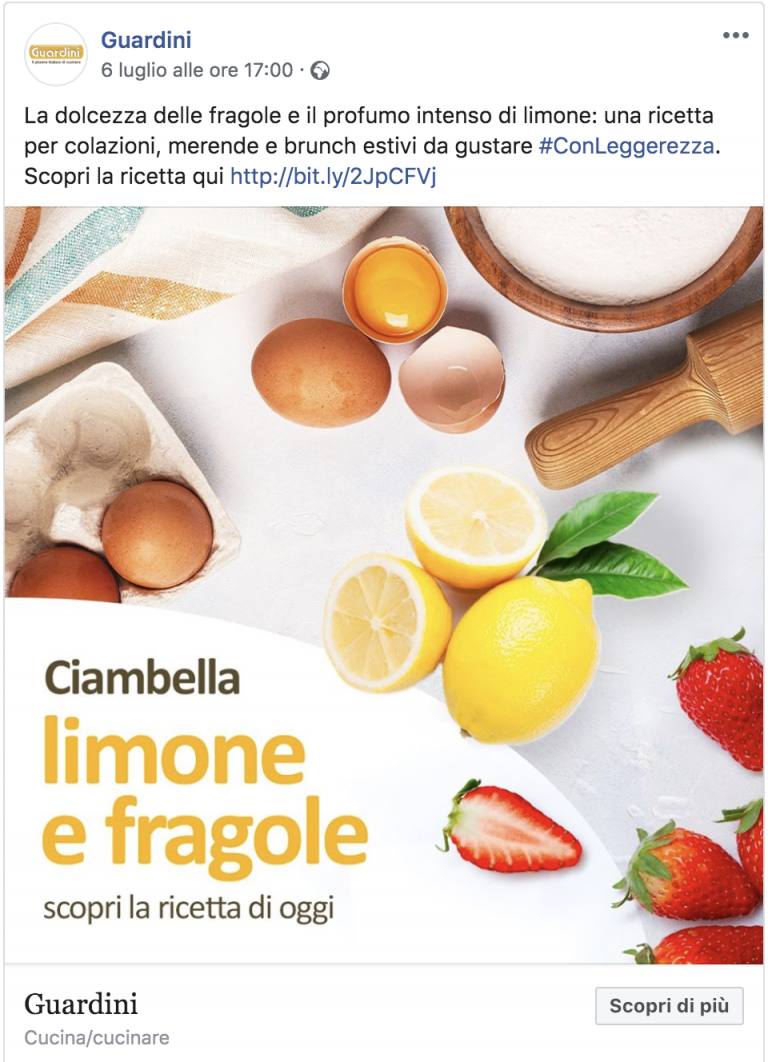 Guardini
Guardini
Il piacere italiano di cucinare
6 luglio alle ore 17:00 ·
La dolcezza delle fragole e il profumo intenso di limone: una ricetta
per colazioni, merende e brunch estivi da gustare #ConLeggerezza.
Scopri la ricetta qui http://bit.ly/2JpCFVj
Ciambella
limone
e fragole
scopri la ricetta di oggi
Guardini
Scopri di più
Cucina/cucinare